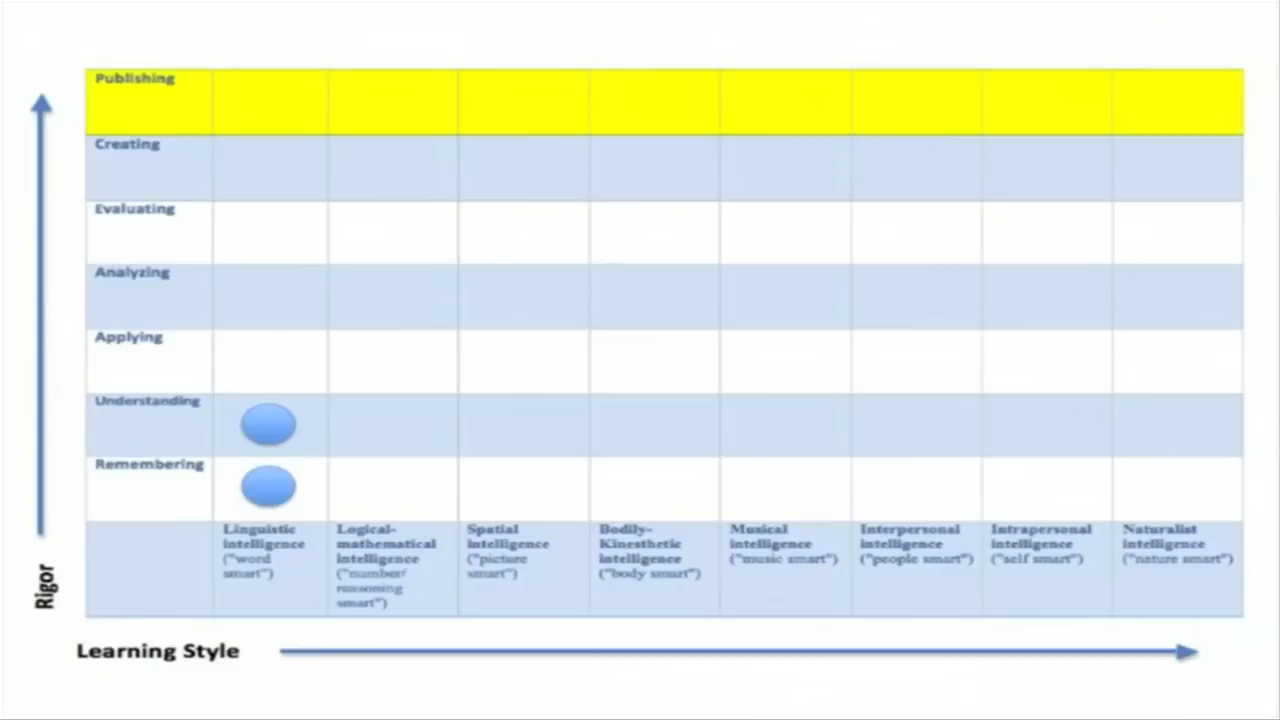 Publishing
Creating
Evaluating
Analyzing
Applying
Understanding
Remembering
Linguistic
intelligence
("word
smart")
Logical-
mathematical
intelligence
("number/
reasoning
smart")
Spatial
intelligence
("picture
smart")
Bodily-
Kinesthetic
intelligence
("body smart")
Musical
intelligence
("music smart")
Interpersonal
intelligence
("people smart")
Intrapersonal
intelligence
("self smart")
Naturalist
intelligence
("nature smart")
Rigor
Learning Style